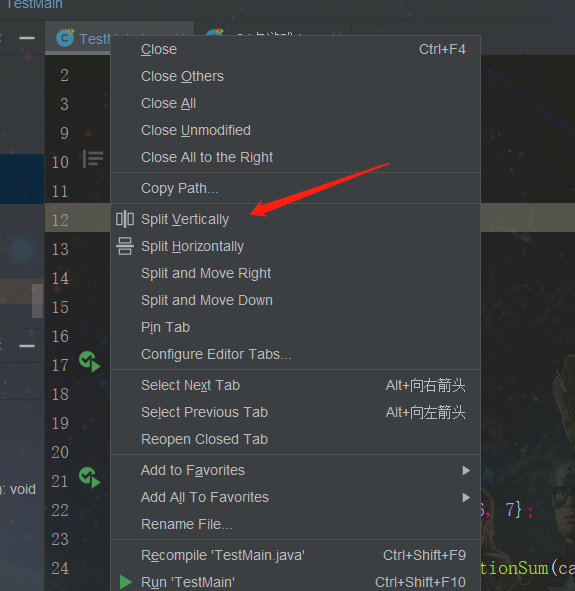 TestMain
Close Ctrl+F4
2
Close Others
3
Close All
9
Close Unmodified
10
Close All to the Right
11
Copy Path...
12
Split Vertically
13
Split Horizontally
14
Split and Move Right
15
Split and Move Down
16
Pin Tab
17
Configure Editor Tabs...
18
Select Next Tab Alt+向右箭头
19
Select Previous Tab Alt+向左箭头
20
Reopen Closed Tab
21
Add to Favorites
): void
22
Add All To Favorites
6, 7};
23
Rename File...
24
Recompile 'TestMain.java' Ctrl+Shift+F9
tionSum(ca
Run 'TestMain' Ctrl+Shift+F10